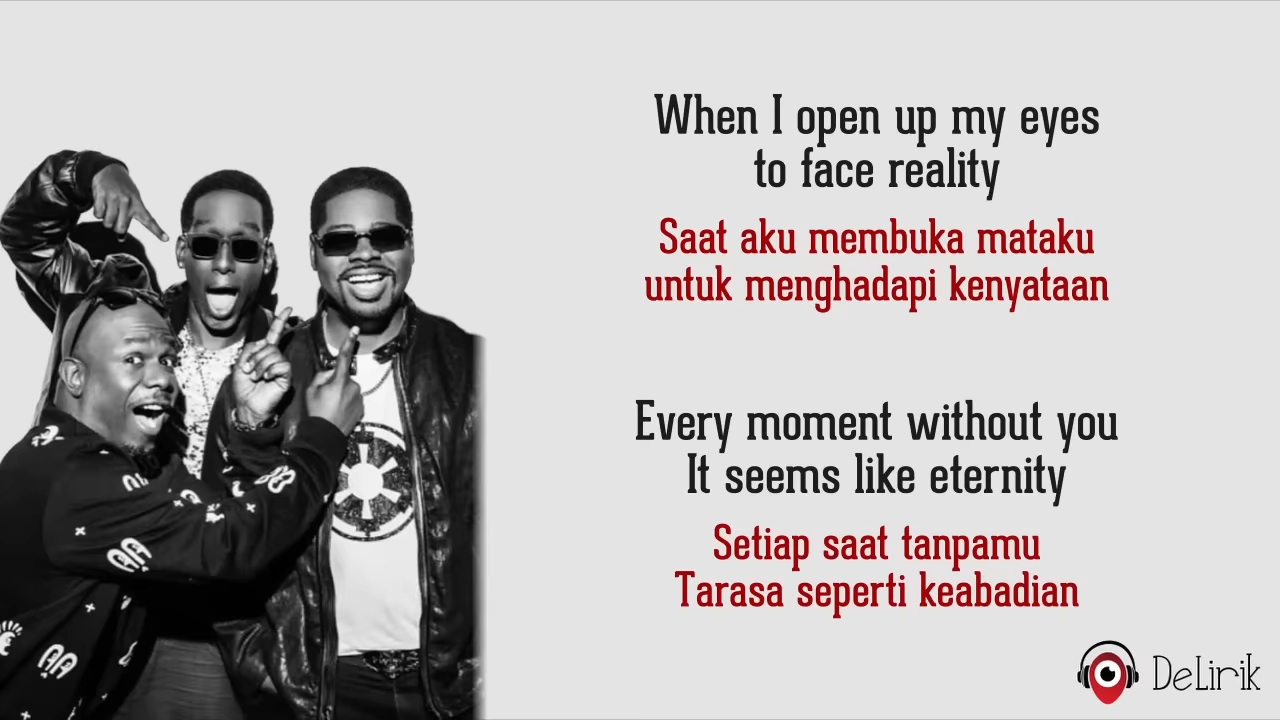 When I open up my eyes
to face reality
Saat aku membuka mataku
untuk menghadapi kenyataan
Every moment without you
It seems like eternity
Setiap saat tanpamu
Tarasa seperti keabadian
DeLirik